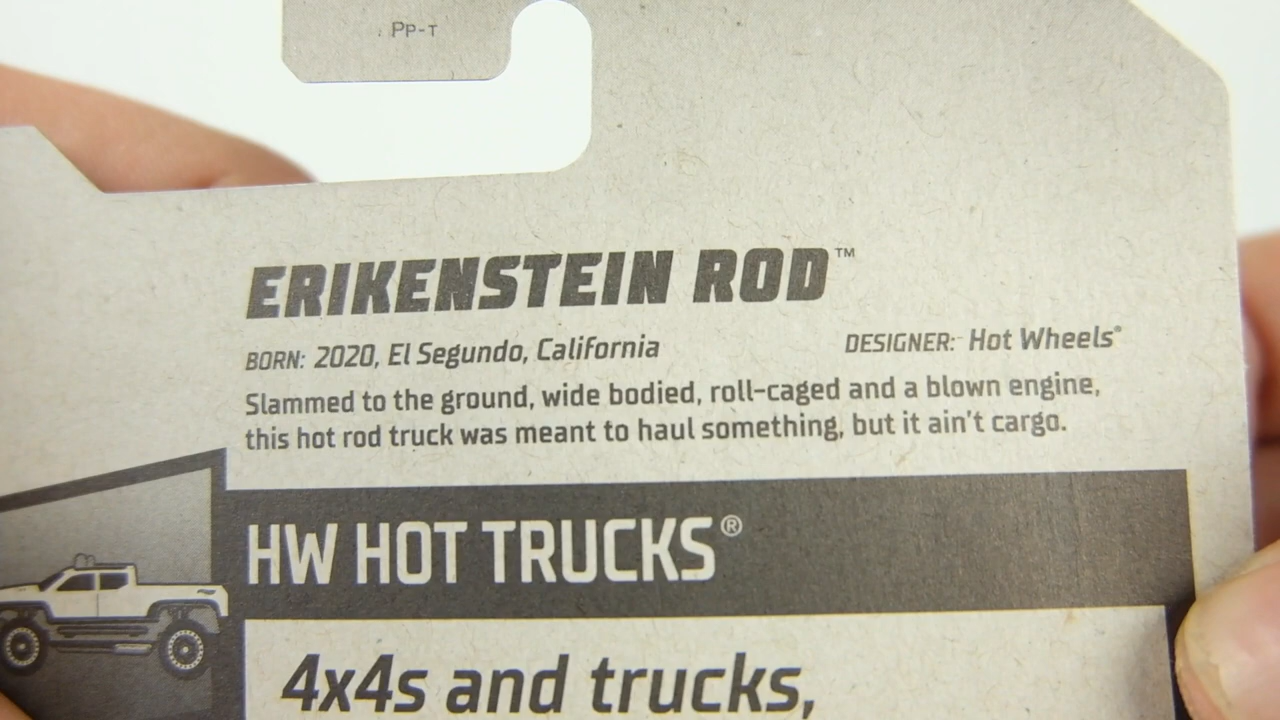 Pp-T
ERIKENSTEIN ROD™
BORN: 2020, El Segundo, California DESIGNER: Hot Wheels®
Slammed to the ground, wide bodied, roll-caged and a blown engine,
this hot rod truck was meant to haul something, but it ain't cargo.
HW HOT TRUCKS®
4x4s and trucks,